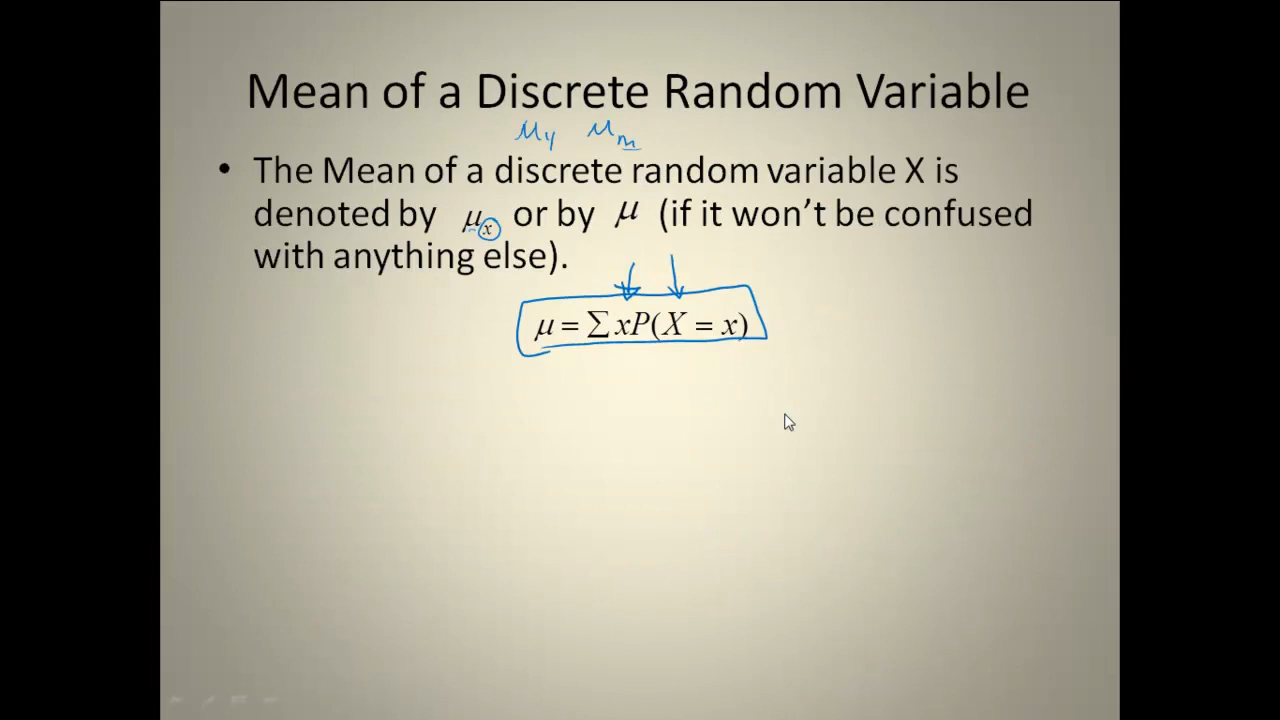 Mean of a Discrete Random Variable
μy μm
• The Mean of a discrete random variable X is
denoted by μx or by μ (if it won’t be confused
with anything else).
μ = Σ xP(X = x)